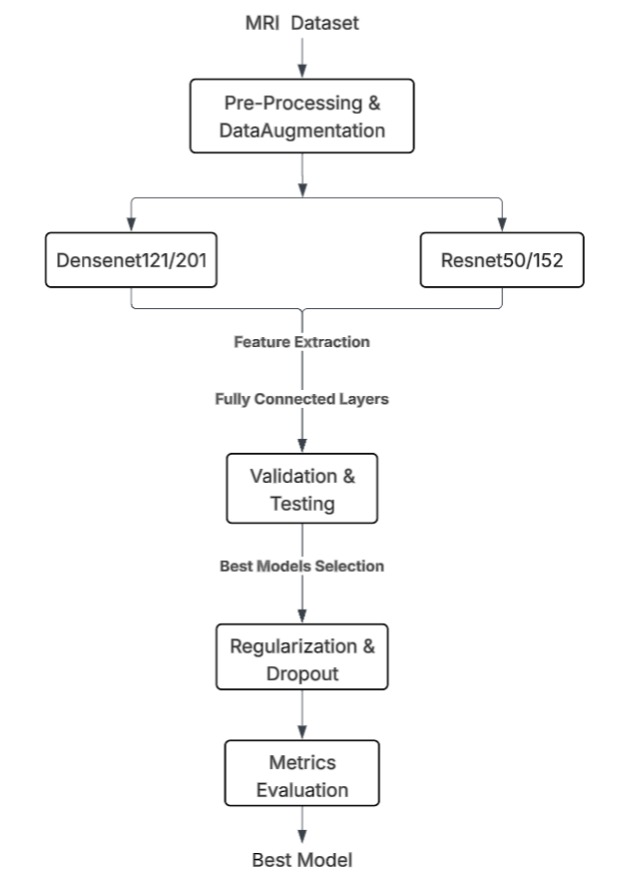 MRI Dataset
Pre-Processing &
DataAugmentation
Densenet121/201
Resnet50/152
Feature Extraction
Fully Connected Layers
Validation &
Testing
Best Models Selection
Regularization &
Dropout
Metrics
Evaluation
Best Model